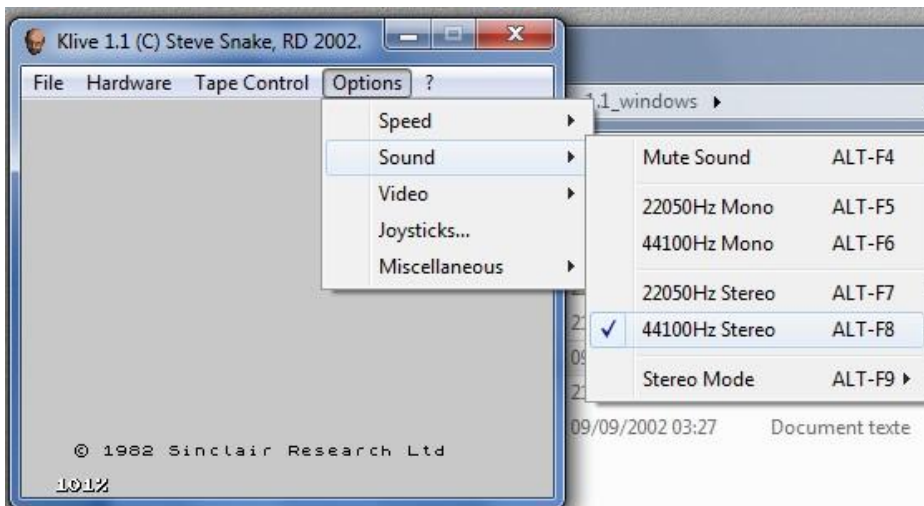 Klive 1.1 (C) Steve Snake, RD 2002.
File Hardware Tape Control Options ?
1.1_windows
Speed
Sound
Video
Joysticks...
Miscellaneous
Mute Sound ALT-F4
22050Hz Mono ALT-F5
44100Hz Mono ALT-F6
22050Hz Stereo ALT-F7
44100Hz Stereo ALT-F8
Stereo Mode ALT-F9
09/09/2002 03:27 Document texte
© 1982 Sinclair Research Ltd
101%